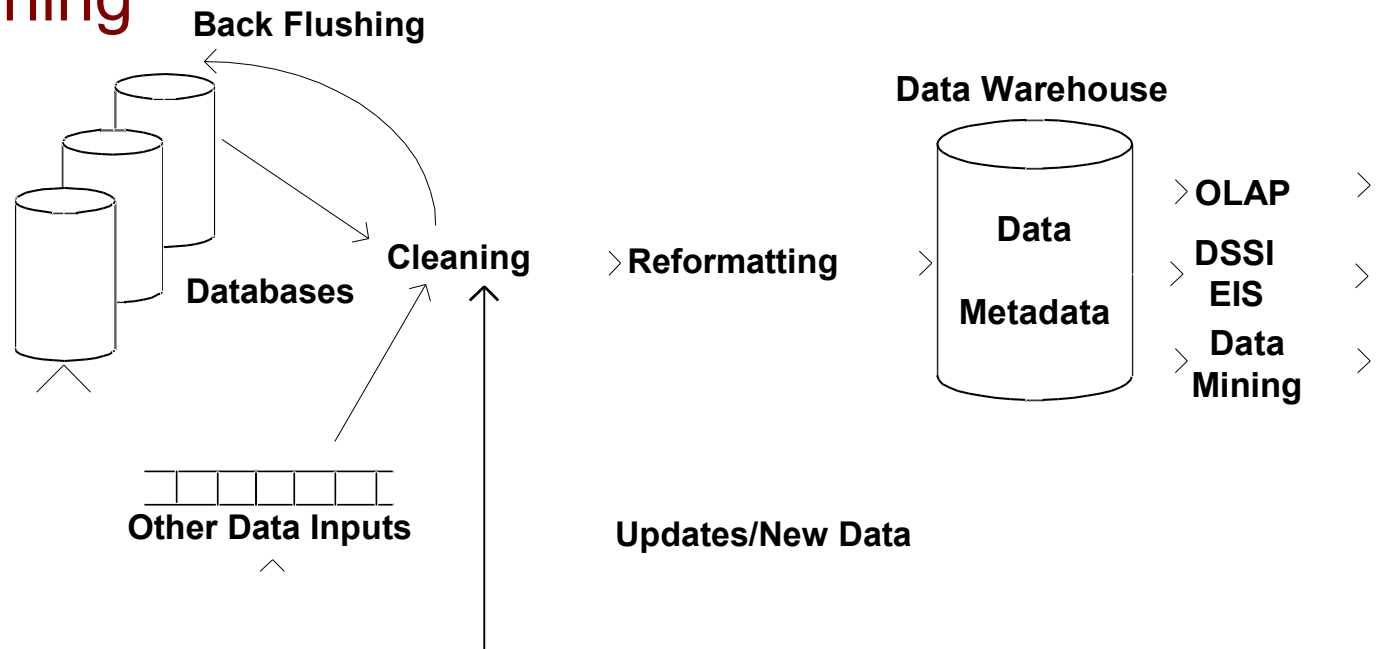 Back Flushing
Data Warehouse
OLAP
Data
DSSI
Cleaning
Reformatting
EIS
Databases
Metadata
Data
Mining
Other Data Inputs
Updates/New Data